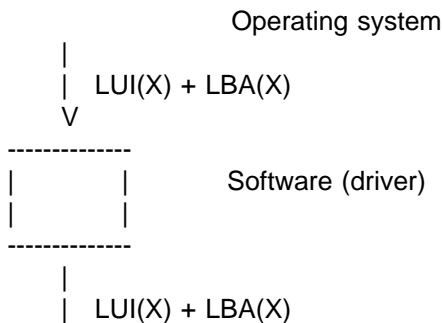 Operating system
|
| LUI(X) + LBA(X)
V
--------------
| | Software (driver)
| |
--------------
|
| LUI(X) + LBA(X)